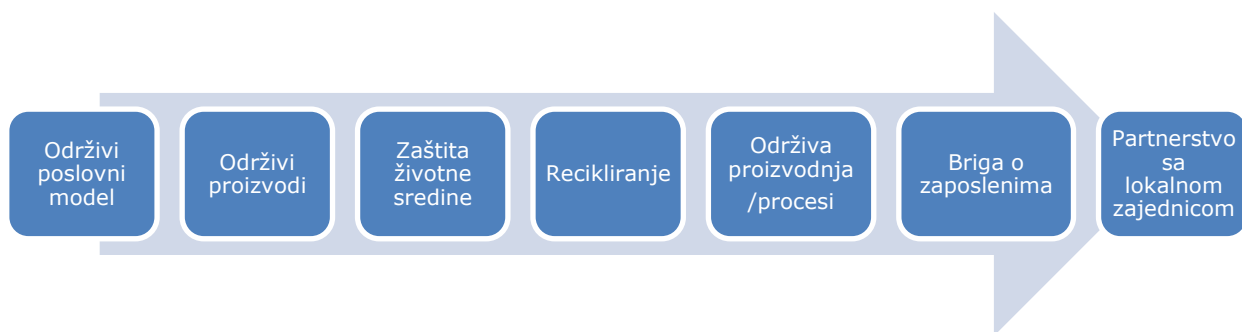 Održivi
poslovni
model
Održivi
proizvodi
Zaštita
životne
sredine
Recikliranje
Održiva
proizvodnja
/procesi
Briga o
zaposlenima
Partnerstvo
sa
lokalnom
zajednicom